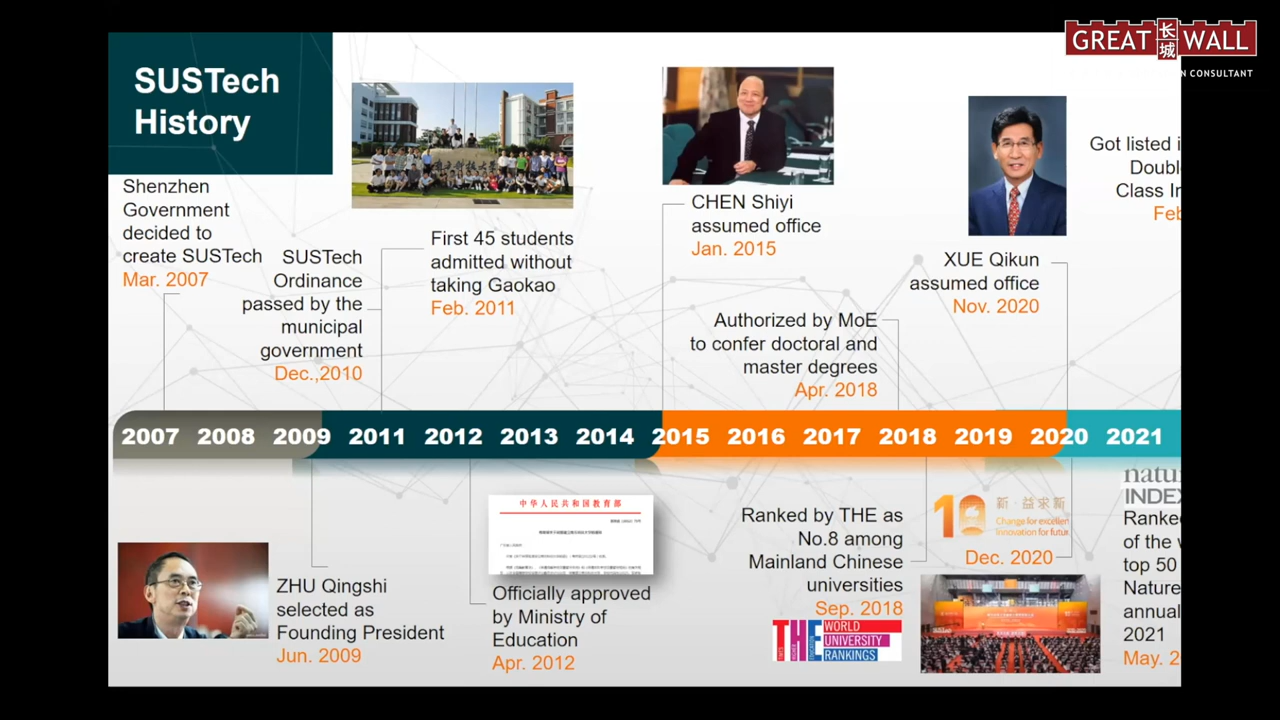 GREAT 长城 WALL
N CONSULTANT
SUSTech
History
Shenzhen
Government
decided to
create SUSTech
Mar. 2007
SUSTech
Ordinance
passed by the
municipal
government
Dec.,2010
First 45 students
admitted without
taking Gaokao
Feb. 2011
CHEN Shiyi
assumed office
Jan. 2015
Authorized by MoE
to confer doctoral and
master degrees
Apr. 2018
XUE Qikun
assumed office
Nov. 2020
Got listed i
Doubl
Class In
Feb
2007 2008 2009 2011 2012 2013 2014 2015 2016 2017 2018 2019 2020 2021
ZHU Qingshi
selected as
Founding President
Jun. 2009
中华人民共和国教育部
Officially approved
by Ministry of
Education
Apr. 2012
Ranked by THE as
No.8 among
Mainland Chinese
universities
Sep. 2018
THE WORLD
UNIVERSITY
RANKINGS
10 新·益求新
Change for excellen
Innovation for futur
Dec. 2020
natu
INDEX
Ranke
of the w
top 50
Nature
annual
2021
May. 2